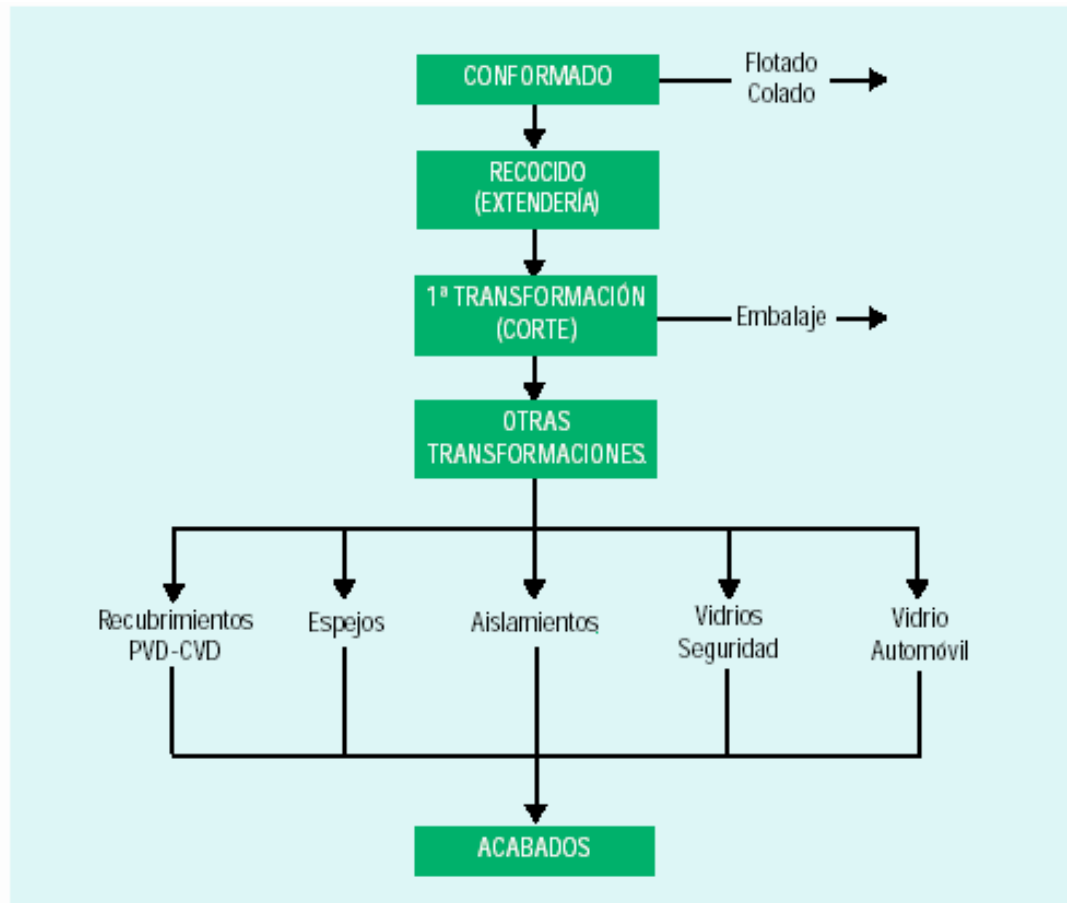 CONFORMADO
Flotado
Colado
RECOCIDO
(EXTENDERÍA)
1ª TRANSFORMACIÓN
(CORTE)
Embalaje
OTRAS
TRANSFORMACIONES.
Recubrimientos
PVD-CVD
Espejos
Aislamientos
Vidrios
Seguridad
Vidrio
Automóvil
ACABADOS